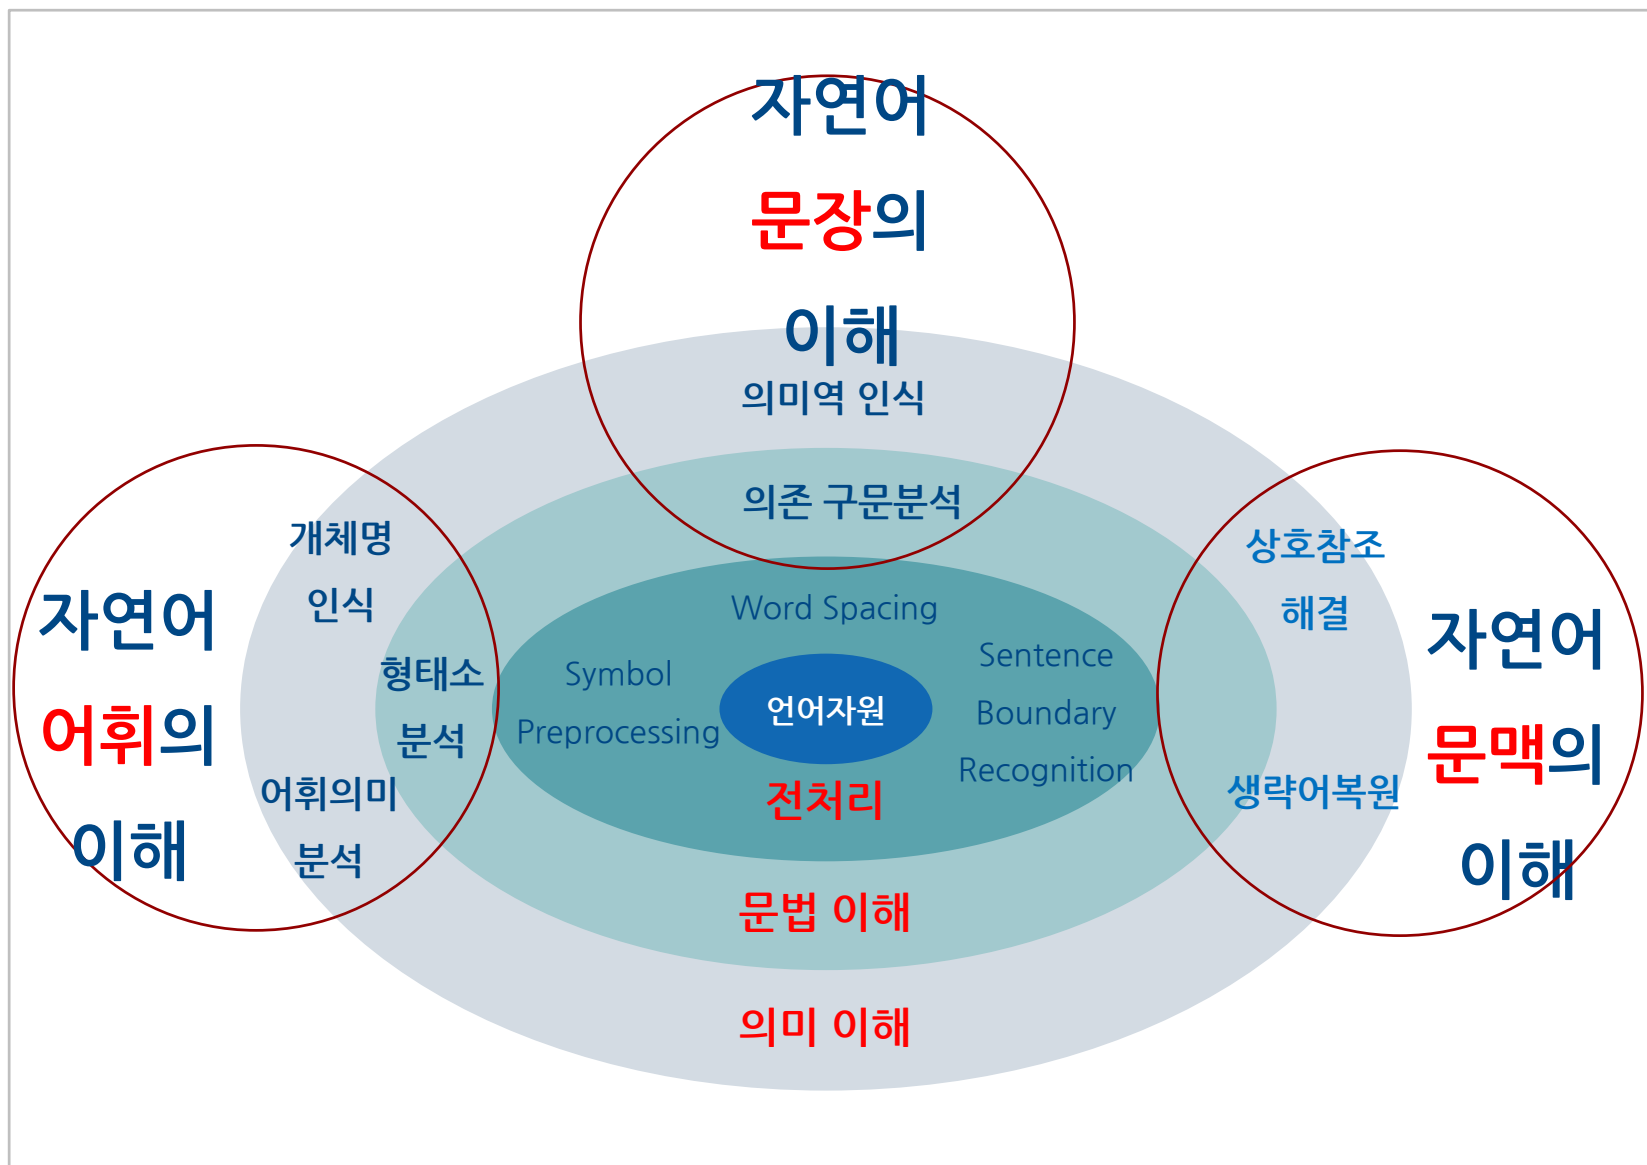 자연어
문장의
이해
의미역 인식
의존 구문분석
자연어
어휘의
이해
개체명
인식
형태소
분석
어휘의미
분석
Word Spacing
Symbol
Preprocessing
언어자원
Sentence
Boundary
Recognition
전처리
문법 이해
의미 이해
상호참조
해결
생략어복원
자연어
문맥의
이해